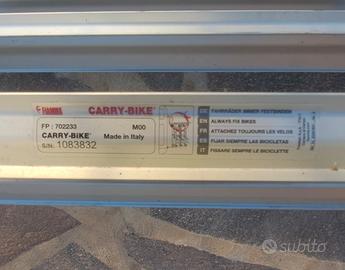 FIAMMA CARRY-BIKE®
FP : 702233 M00
CARRY-BIKE® Made in Italy
S/N. 1083832
DE FAHRRÄDER IMMER FESTBINDEN
EN ALWAYS FIX BIKES
FR ATTACHEZ TOUJOURS LES VELOS
ES FIJAR SIEMPRE LAS BICICLETAS
IT FISSARE SEMPRE LE BICICLETTE
subito